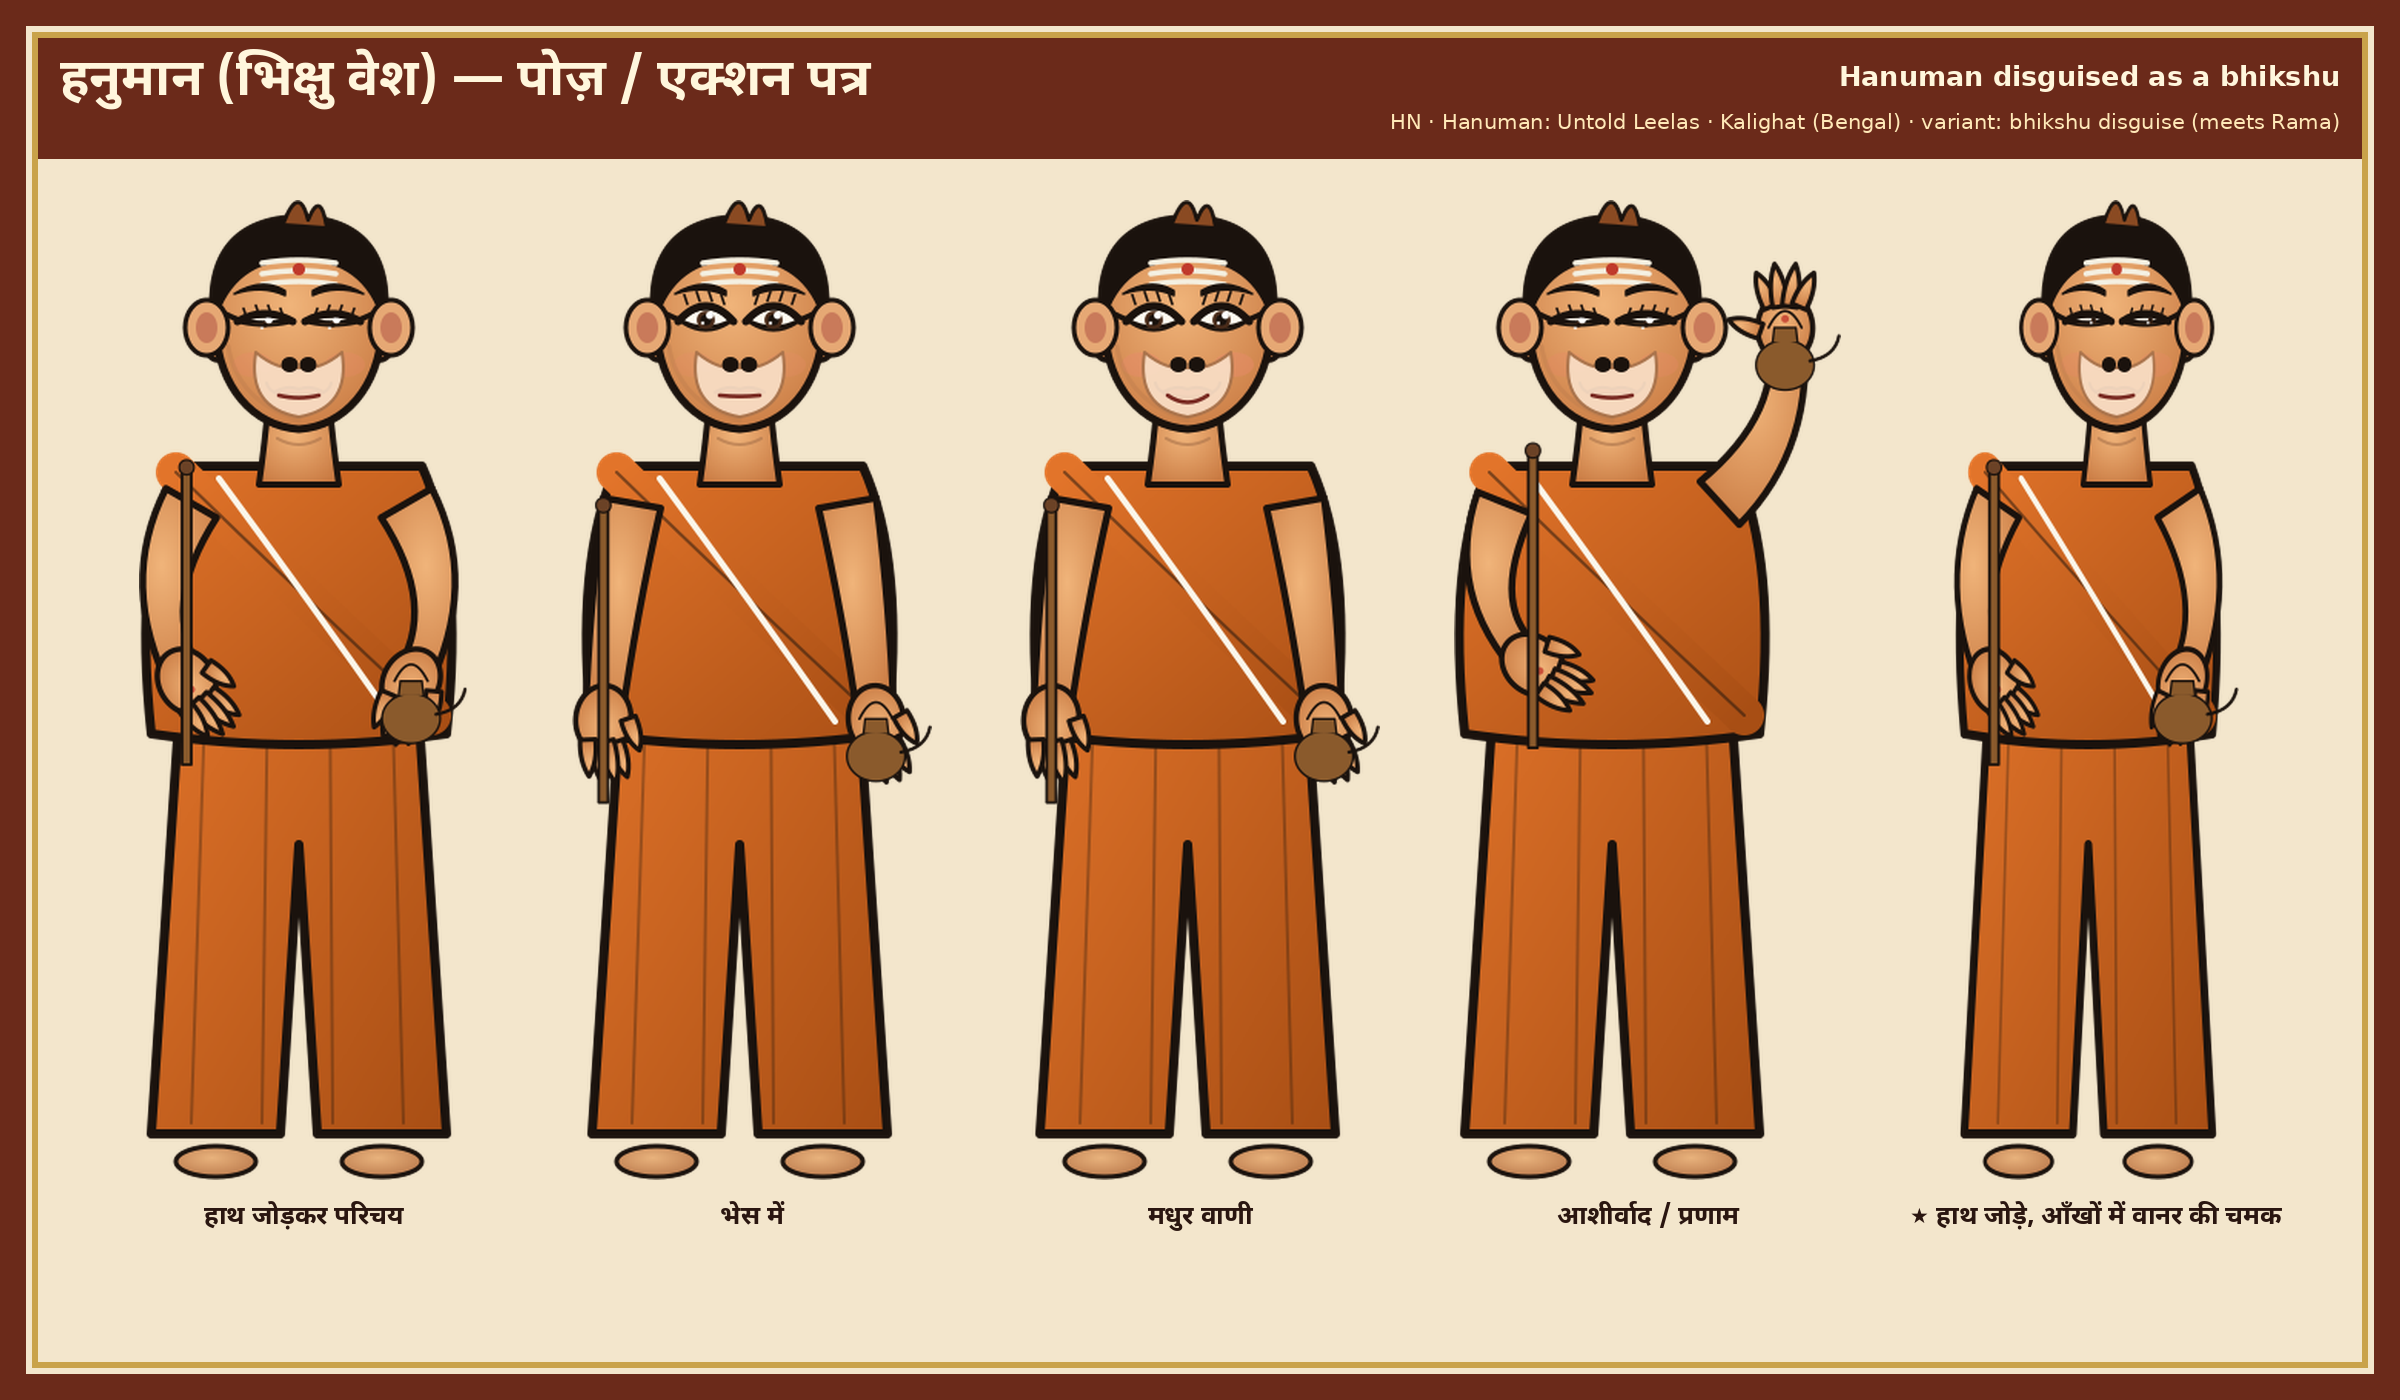 हनुमान (भिक्षु वेश) — पोज़ / एक्शन पत्र
Hanuman disguised as a bhikshu
HN · Hanuman: Untold Leelas · Kalighat (Bengal) · variant: bhikshu disguise (meets Rama)
हाथ जोड़कर परिचय
भेस में
मधुर वाणी
आशीर्वाद / प्रणाम
★ हाथ जोड़े, आँखों में वानर की चमक